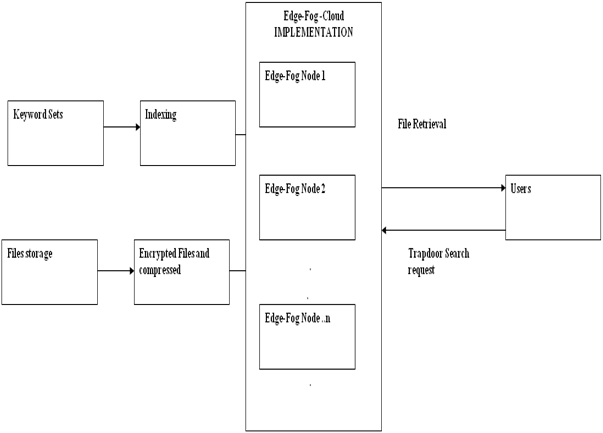 Edge-Fog-Cloud
IMPLEMENTATION
Edge-Fog Node 1
Keyword Sets
Indexing
File Retrieval
Edge-Fog Node 2
Users
Files storage
Encrypted Files and
compressed
Trapdoor Search
request
.
.
Edge-Fog Node ..n
.